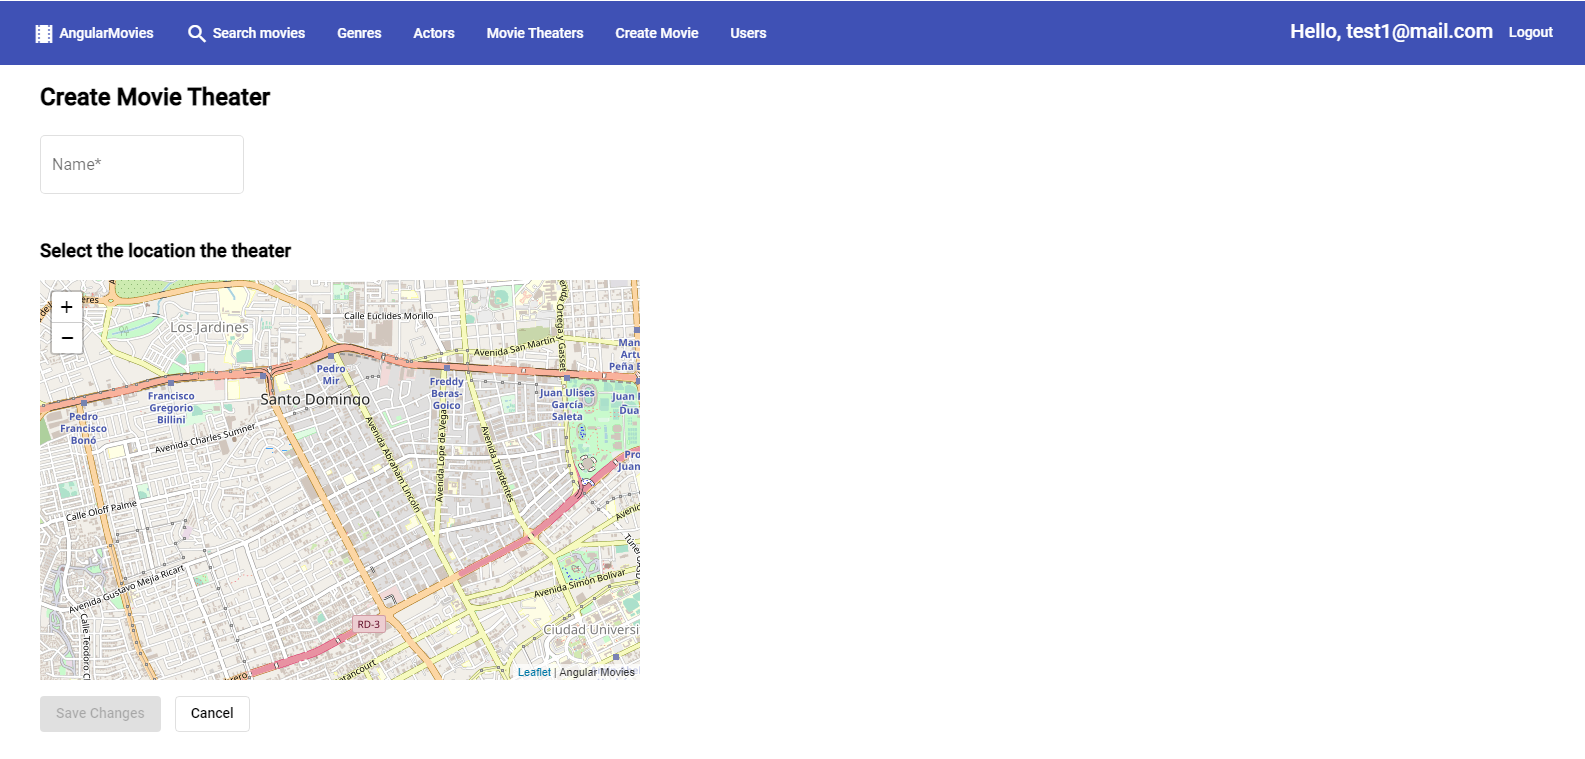 AngularMovies Search movies Genres Actors Movie Theaters Create Movie Users Hello, test1@mail.com Logout
Create Movie Theater
Name*
Select the location the theater
+
−
Los Jardines
Calle Euclides Morillo
Avenida San Martín
Avenida Ortega y Gasset
Pedro
Mir
Freddy
Beras-
Goico
Juan Ulises
García
Saleta
Francisco
Gregorio
Billini
Santo Domingo
Pedro
Francisco
Bonó
Avenida Charles Sumner
Avenida Abraham Lincoln
Avenida Lope de Vega
Avenida Tiradentes
Calle Oloff Palme
Avenida Gustavo Mejia Ricart
Avenida Simón Bolívar
RD-3
Ciudad Universi
Leaflet | Angular Movies
Save Changes Cancel